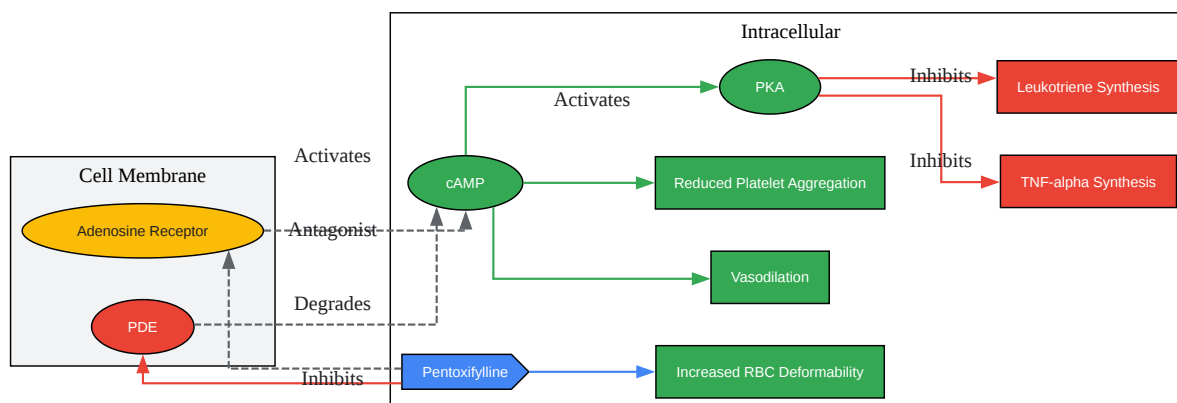 Intracellular
PKA
Inhibits
Leukotriene Synthesis
Activates
Activates
Inhibits
Cell Membrane
cAMP
Reduced Platelet Aggregation
TNF-alpha Synthesis
Adenosine Receptor
Antagonist
Vasodilation
Degrades
PDE
Inhibits
Pentoxifylline
Increased RBC Deformability